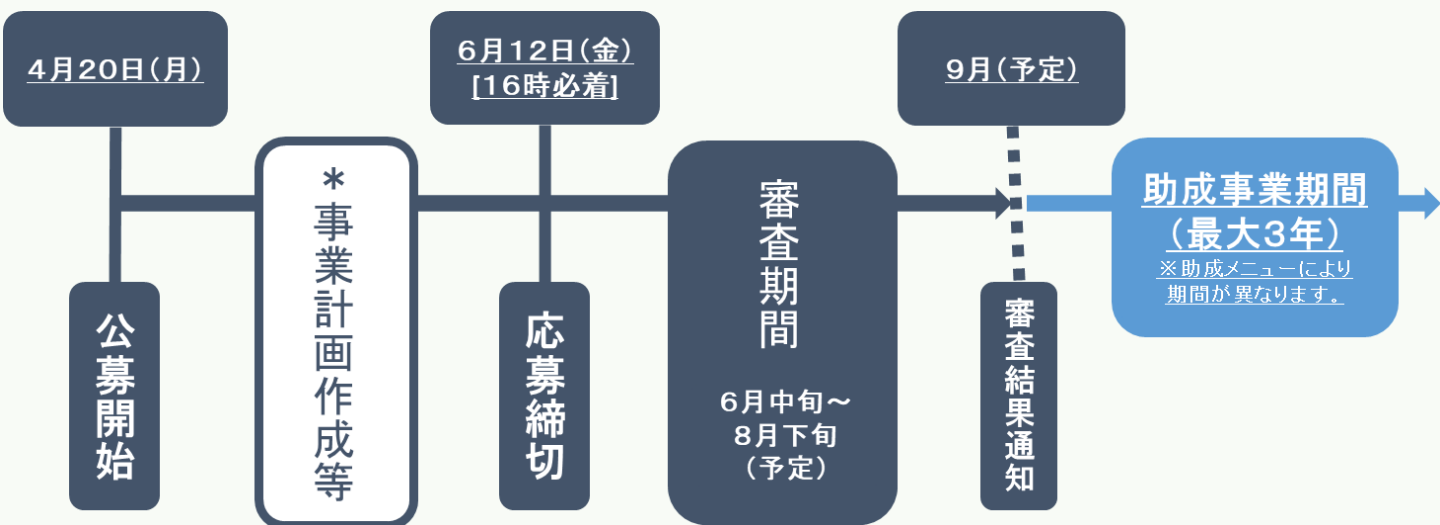 4月20日(月)
公募開始
*事業計画作成等
6月12日(金)
[16時必着]
応募締切
審査期間
6月中旬～
8月下旬
(予定)
9月(予定)
審査結果通知
助成事業期間
(最大3年)
※助成メニューにより
期間が異なります。